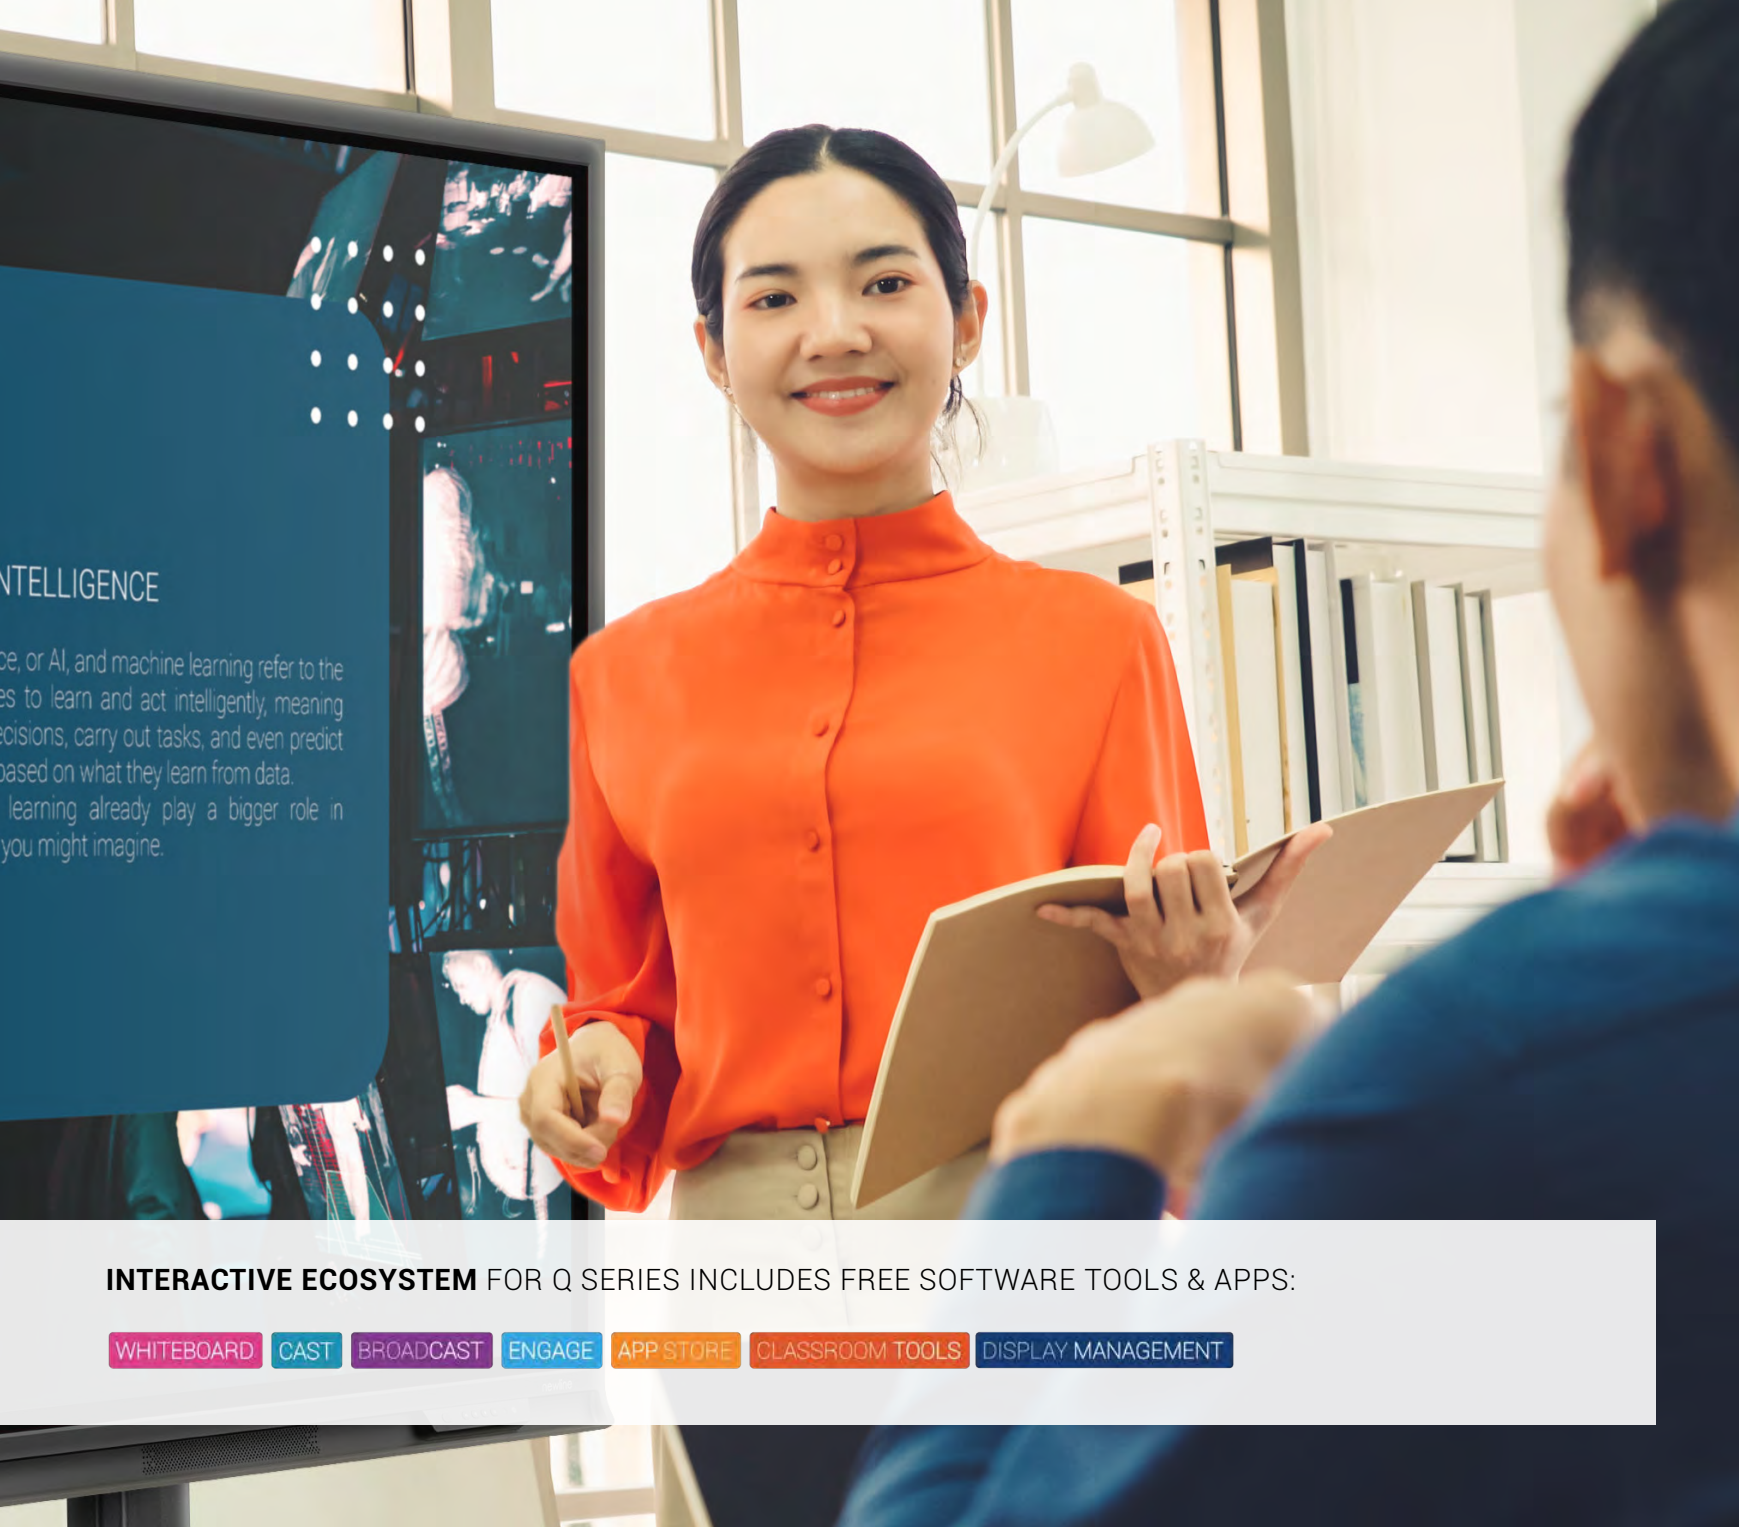 NTELLIGENCE
ce, or AI, and machine learning refer to the
es to learn and act intelligently, meaning
ecisions, carry out tasks, and even predict
based on what they learn from data.
learning already play a bigger role in
you might imagine.
INTERACTIVE ECOSYSTEM FOR Q SERIES INCLUDES FREE SOFTWARE TOOLS & APPS:
WHITEBOARD CAST BROADCAST ENGAGE APP STORE CLASSROOM TOOLS DISPLAY MANAGEMENT